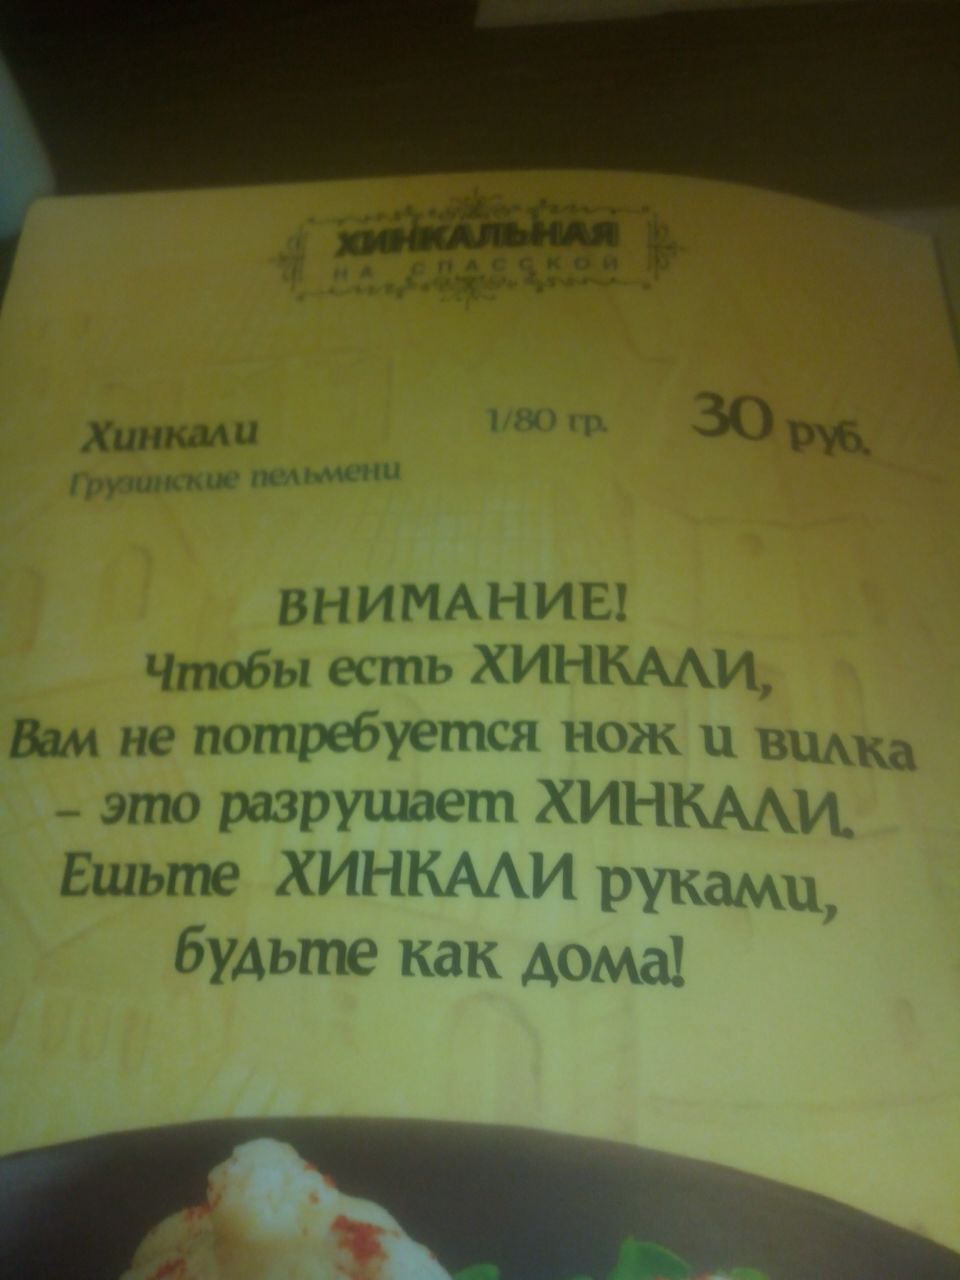 ХИНКАЛЬНАЯ
НА СПАССКОЙ
Хинкали 1/80 гр. 30 руб.
Грузинские пельмени
ВНИМАНИЕ!
Чтобы есть ХИНКАЛИ,
Вам не потребуется нож и вилка
– это разрушает ХИНКАЛИ.
Ешьте ХИНКАЛИ руками,
будьте как дома!